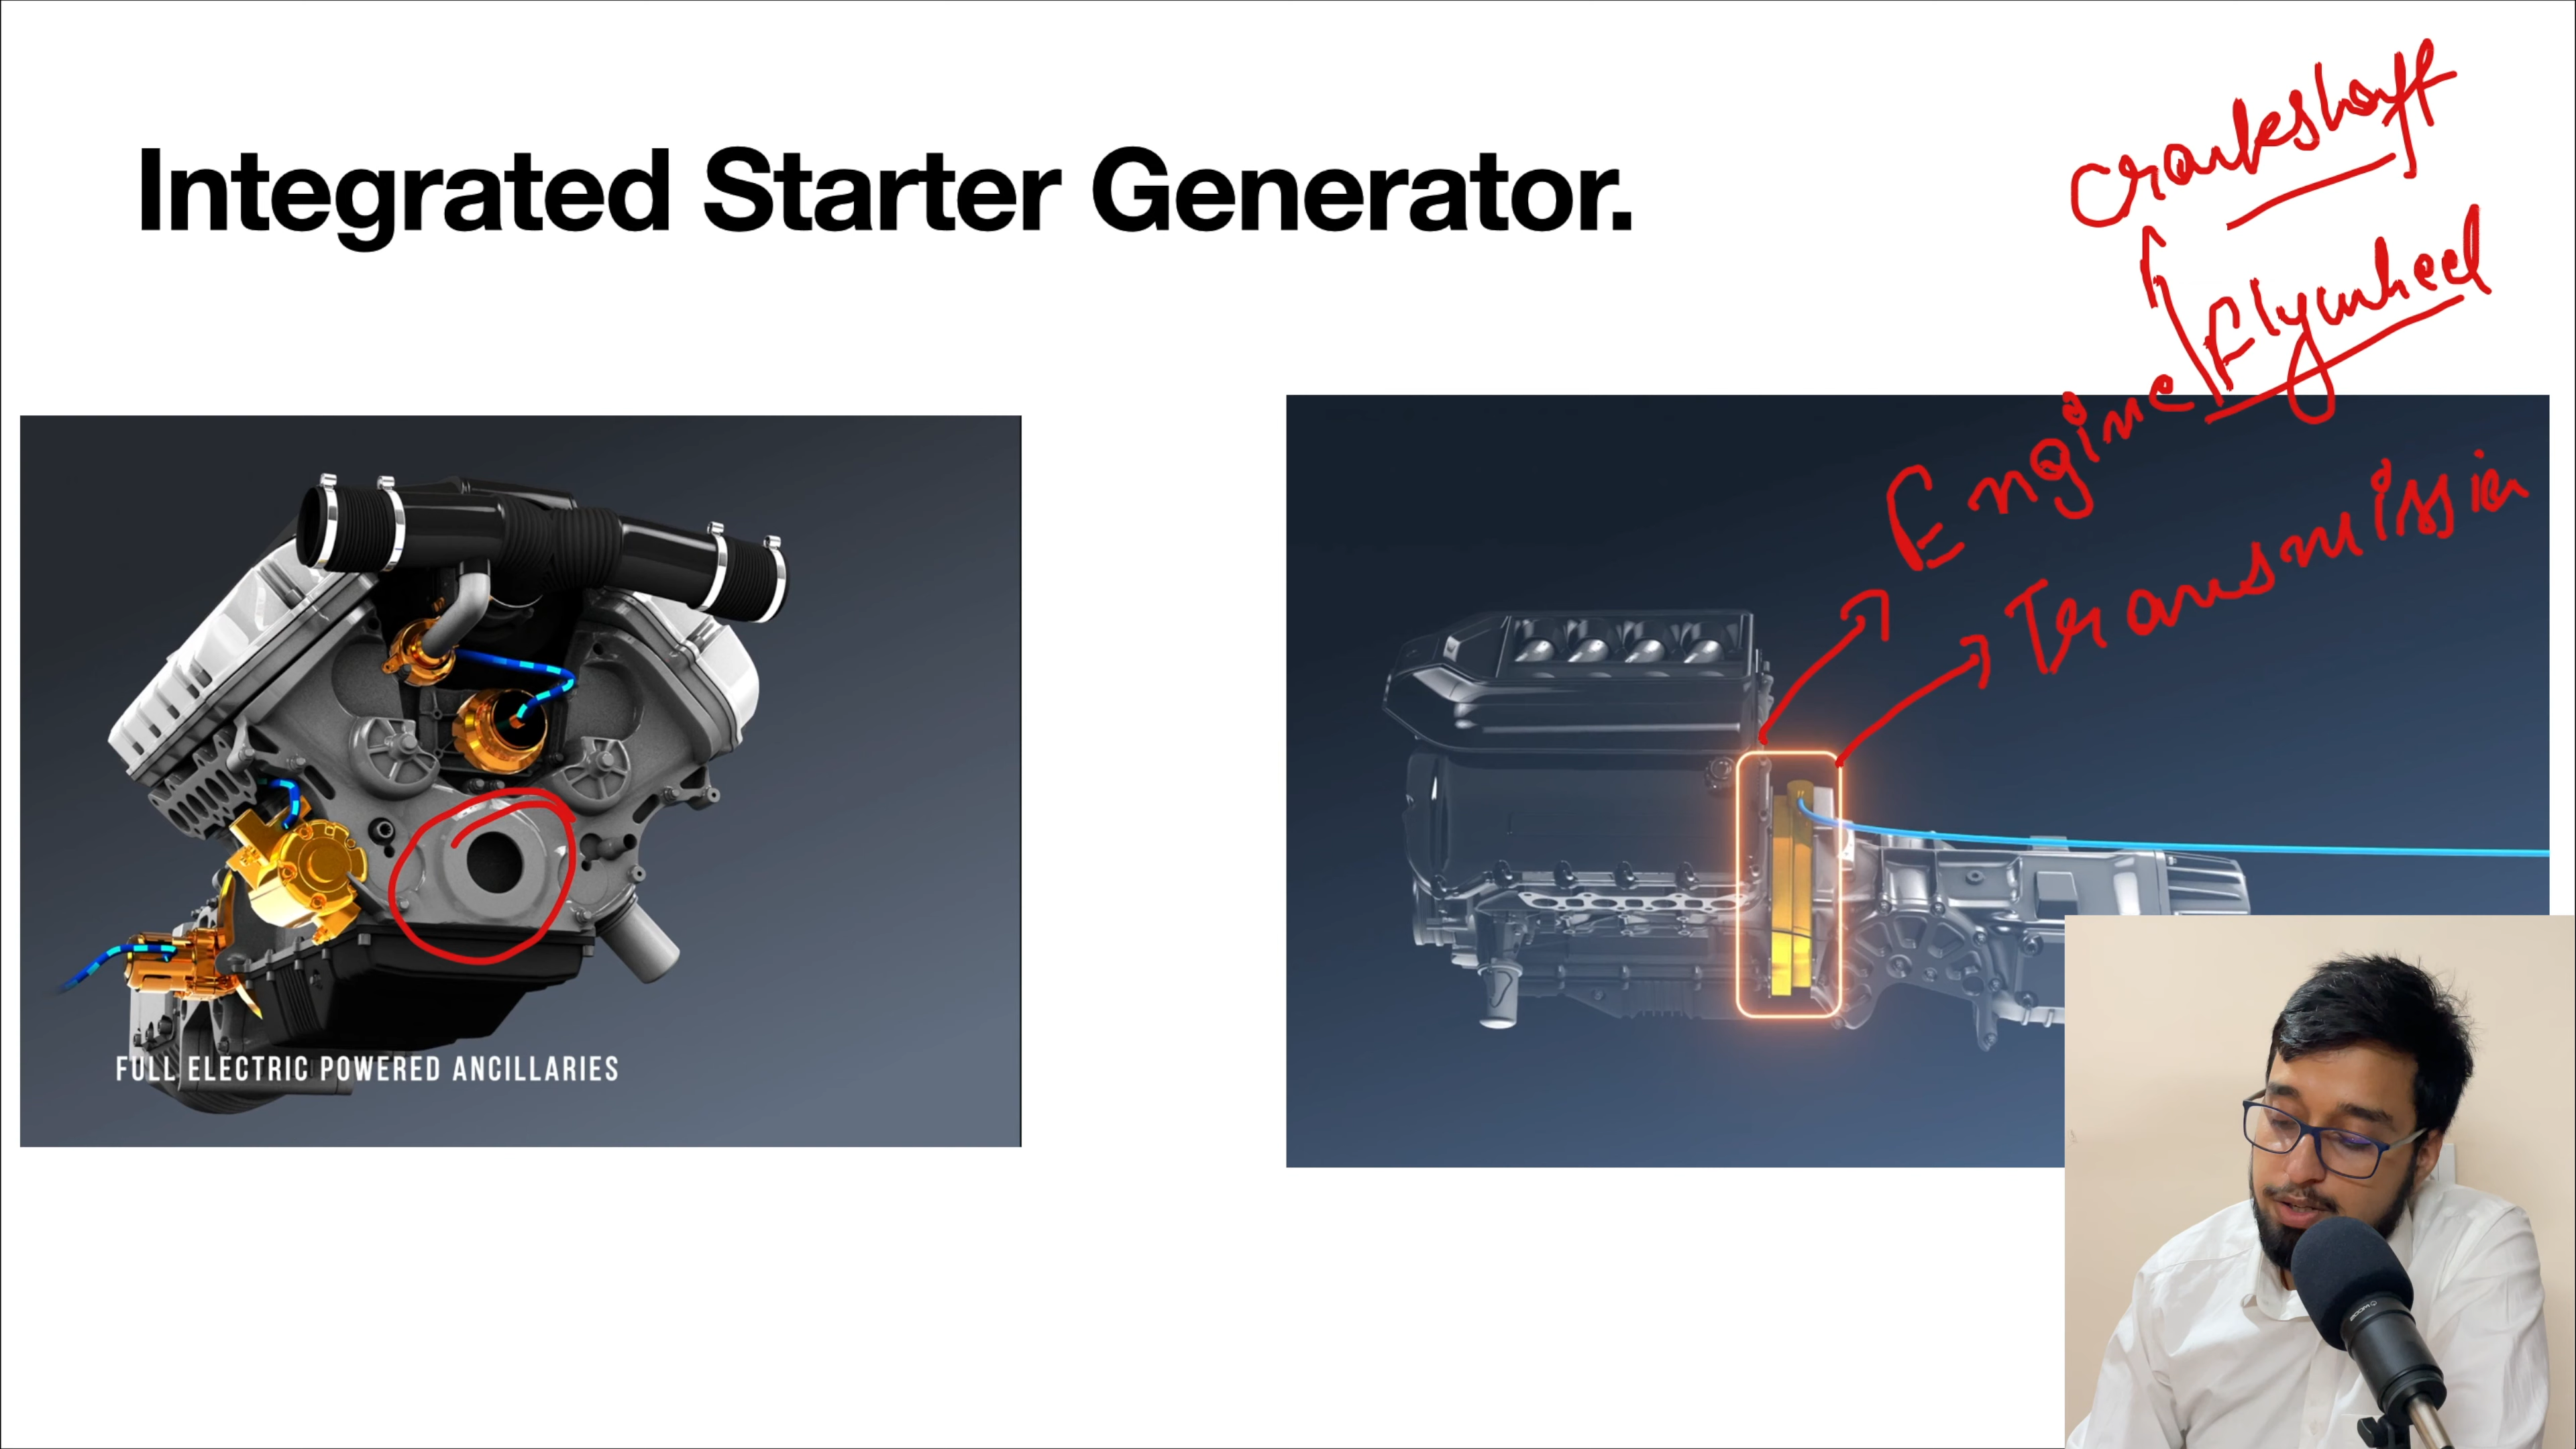 Integrated Starter Generator.
crankshaft
flywheel
Engine
Transmission
FULL ELECTRIC POWERED ANCILLARIES